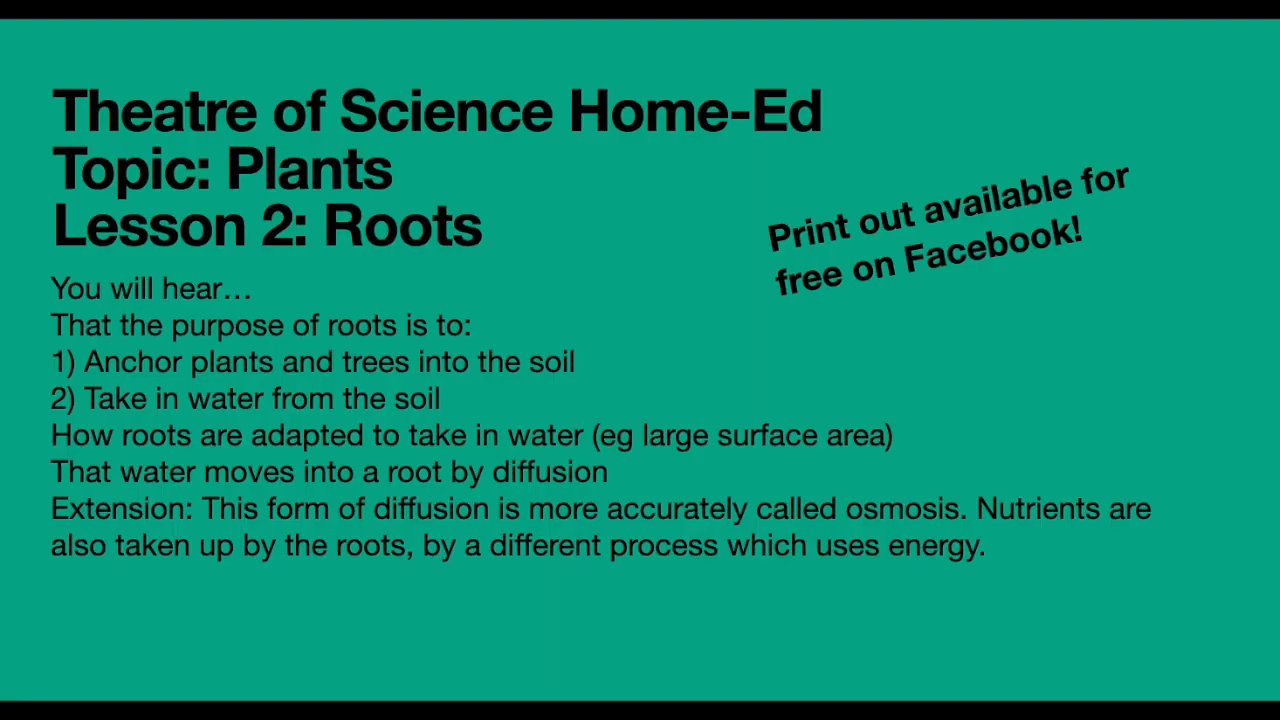 Theatre of Science Home-Ed
Topic: Plants
Lesson 2: Roots
Print out available for
free on Facebook!
You will hear…
That the purpose of roots is to:
1) Anchor plants and trees into the soil
2) Take in water from the soil
How roots are adapted to take in water (eg large surface area)
That water moves into a root by diffusion
Extension: This form of diffusion is more accurately called osmosis. Nutrients are
also taken up by the roots, by a different process which uses energy.